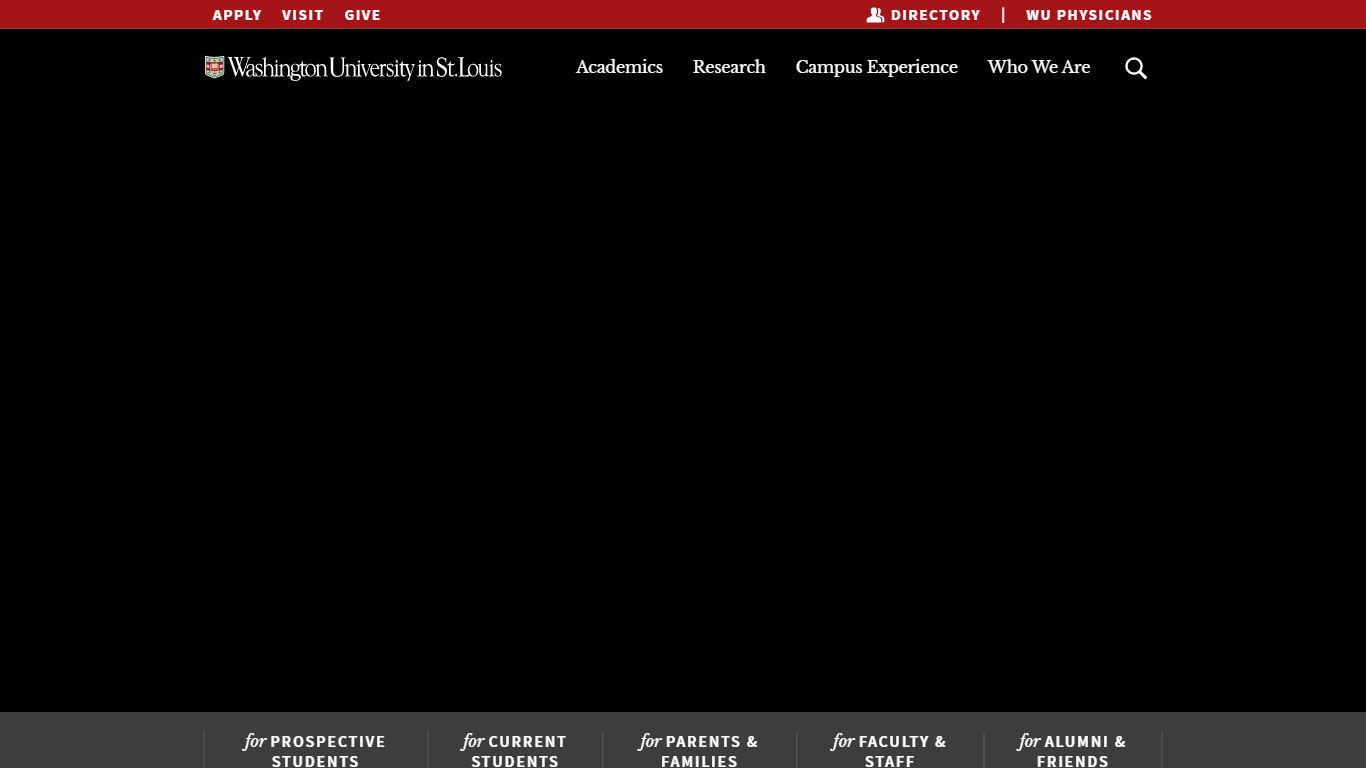 APPLY VISIT GIVE DIRECTORY | WU PHYSICIANS
Washington University in St. Louis Academics Research Campus Experience Who We Are
for PROSPECTIVE STUDENTS
for CURRENT STUDENTS
for PARENTS & FAMILIES
for FACULTY & STAFF
for ALUMNI & FRIENDS